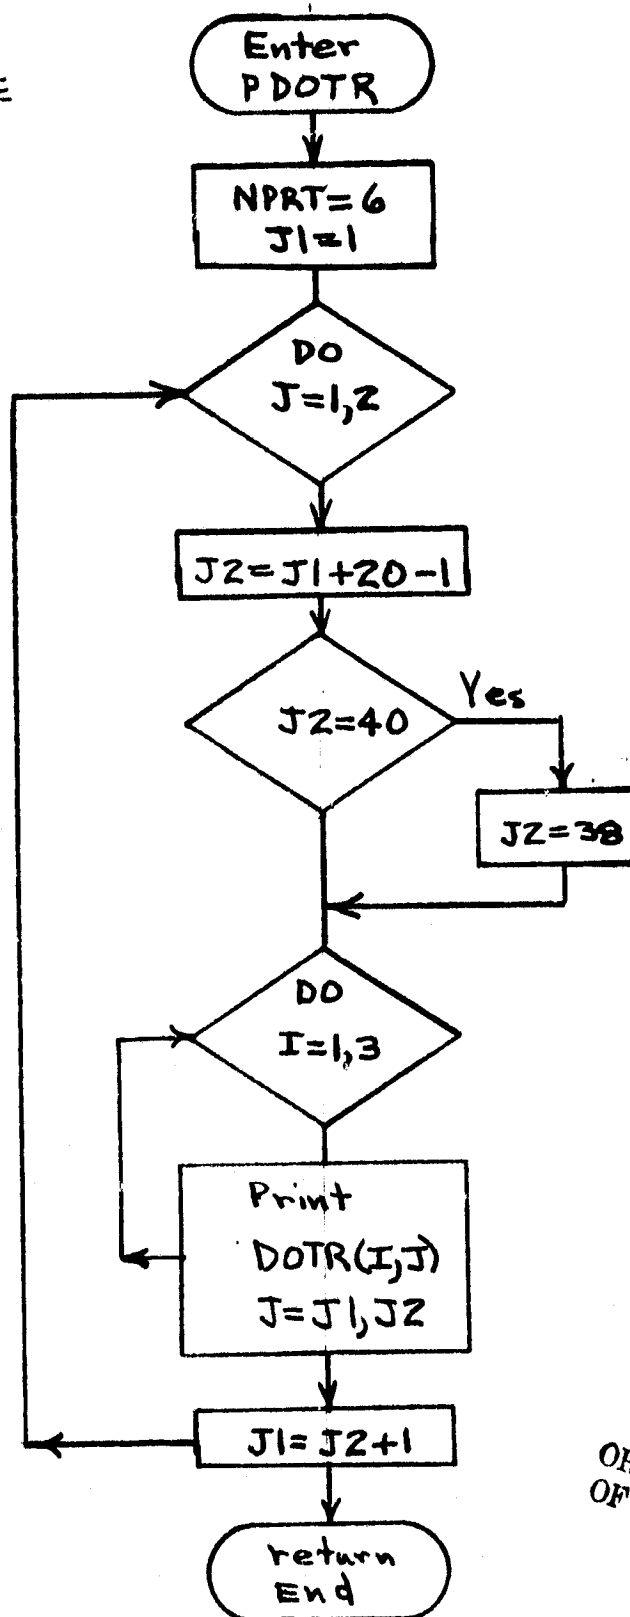 Enter
PDOTR
NPRT=6
J1=1
DO
J=1,2
J2=J1+20-1
J2=40
Yes
J2=38
DO
I=1,3
Print
DOTR(I,J)
J=J1,J2
J1=J2+1
return
End